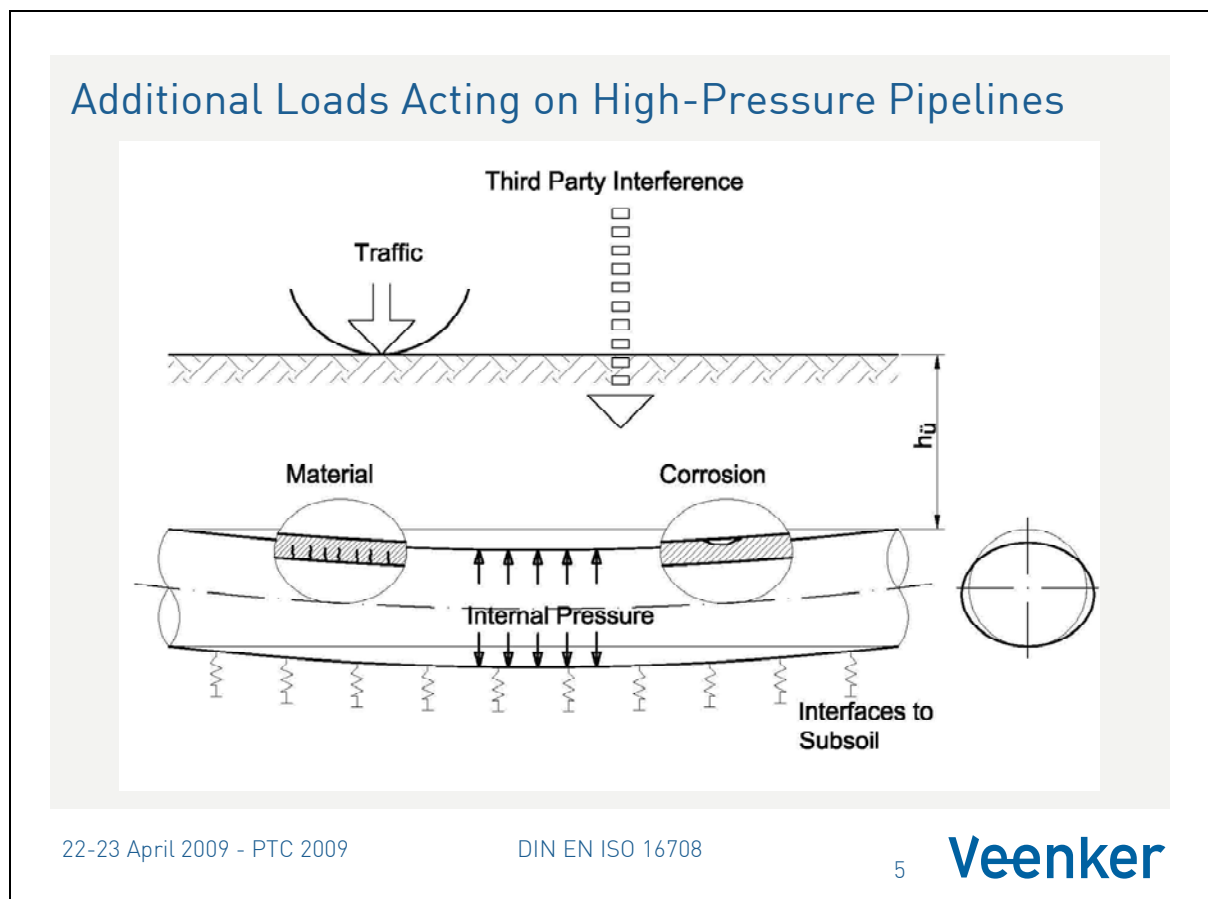 Additional Loads Acting on High-Pressure Pipelines
Third Party Interference
Traffic
hü
Material
Corrosion
Internal Pressure
Interfaces to
Subsoil
22-23 April 2009 - PTC 2009
DIN EN ISO 16708
5
Veenker